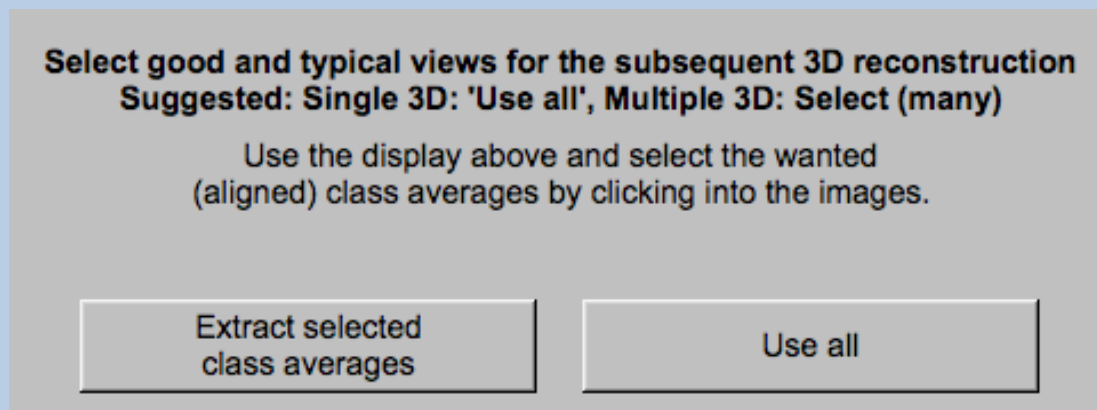 Select good and typical views for the subsequent 3D reconstruction
Suggested: Single 3D: 'Use all', Multiple 3D: Select (many)
Use the display above and select the wanted
(aligned) class averages by clicking into the images.
Extract selected
class averages
Use all